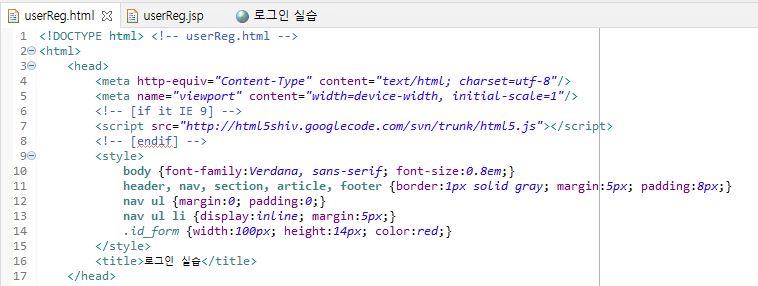 userReg.html userReg.jsp 로그인 실습
1 <!DOCTYPE html> <!-- userReg.html -->
2 <html>
3 <head>
4 <meta http-equiv="Content-Type" content="text/html; charset=utf-8"/>
5 <meta name="viewport" content="width=device-width, initial-scale=1"/>
6 <!-- [if it IE 9] -->
7 <script src="http://html5shiv.googlecode.com/svn/trunk/html5.js"></script>
8 <!-- [endif] -->
9 <style>
10 body {font-family:Verdana, sans-serif; font-size:0.8em;}
11 header, nav, section, article, footer {border:1px solid gray; margin:5px; padding:8px;}
12 nav ul {margin:0; padding:0;}
13 nav ul li {display:inline; margin:5px;}
14 .id_form {width:100px; height:14px; color:red;}
15 </style>
16 <title>로그인 실습</title>
17 </head>